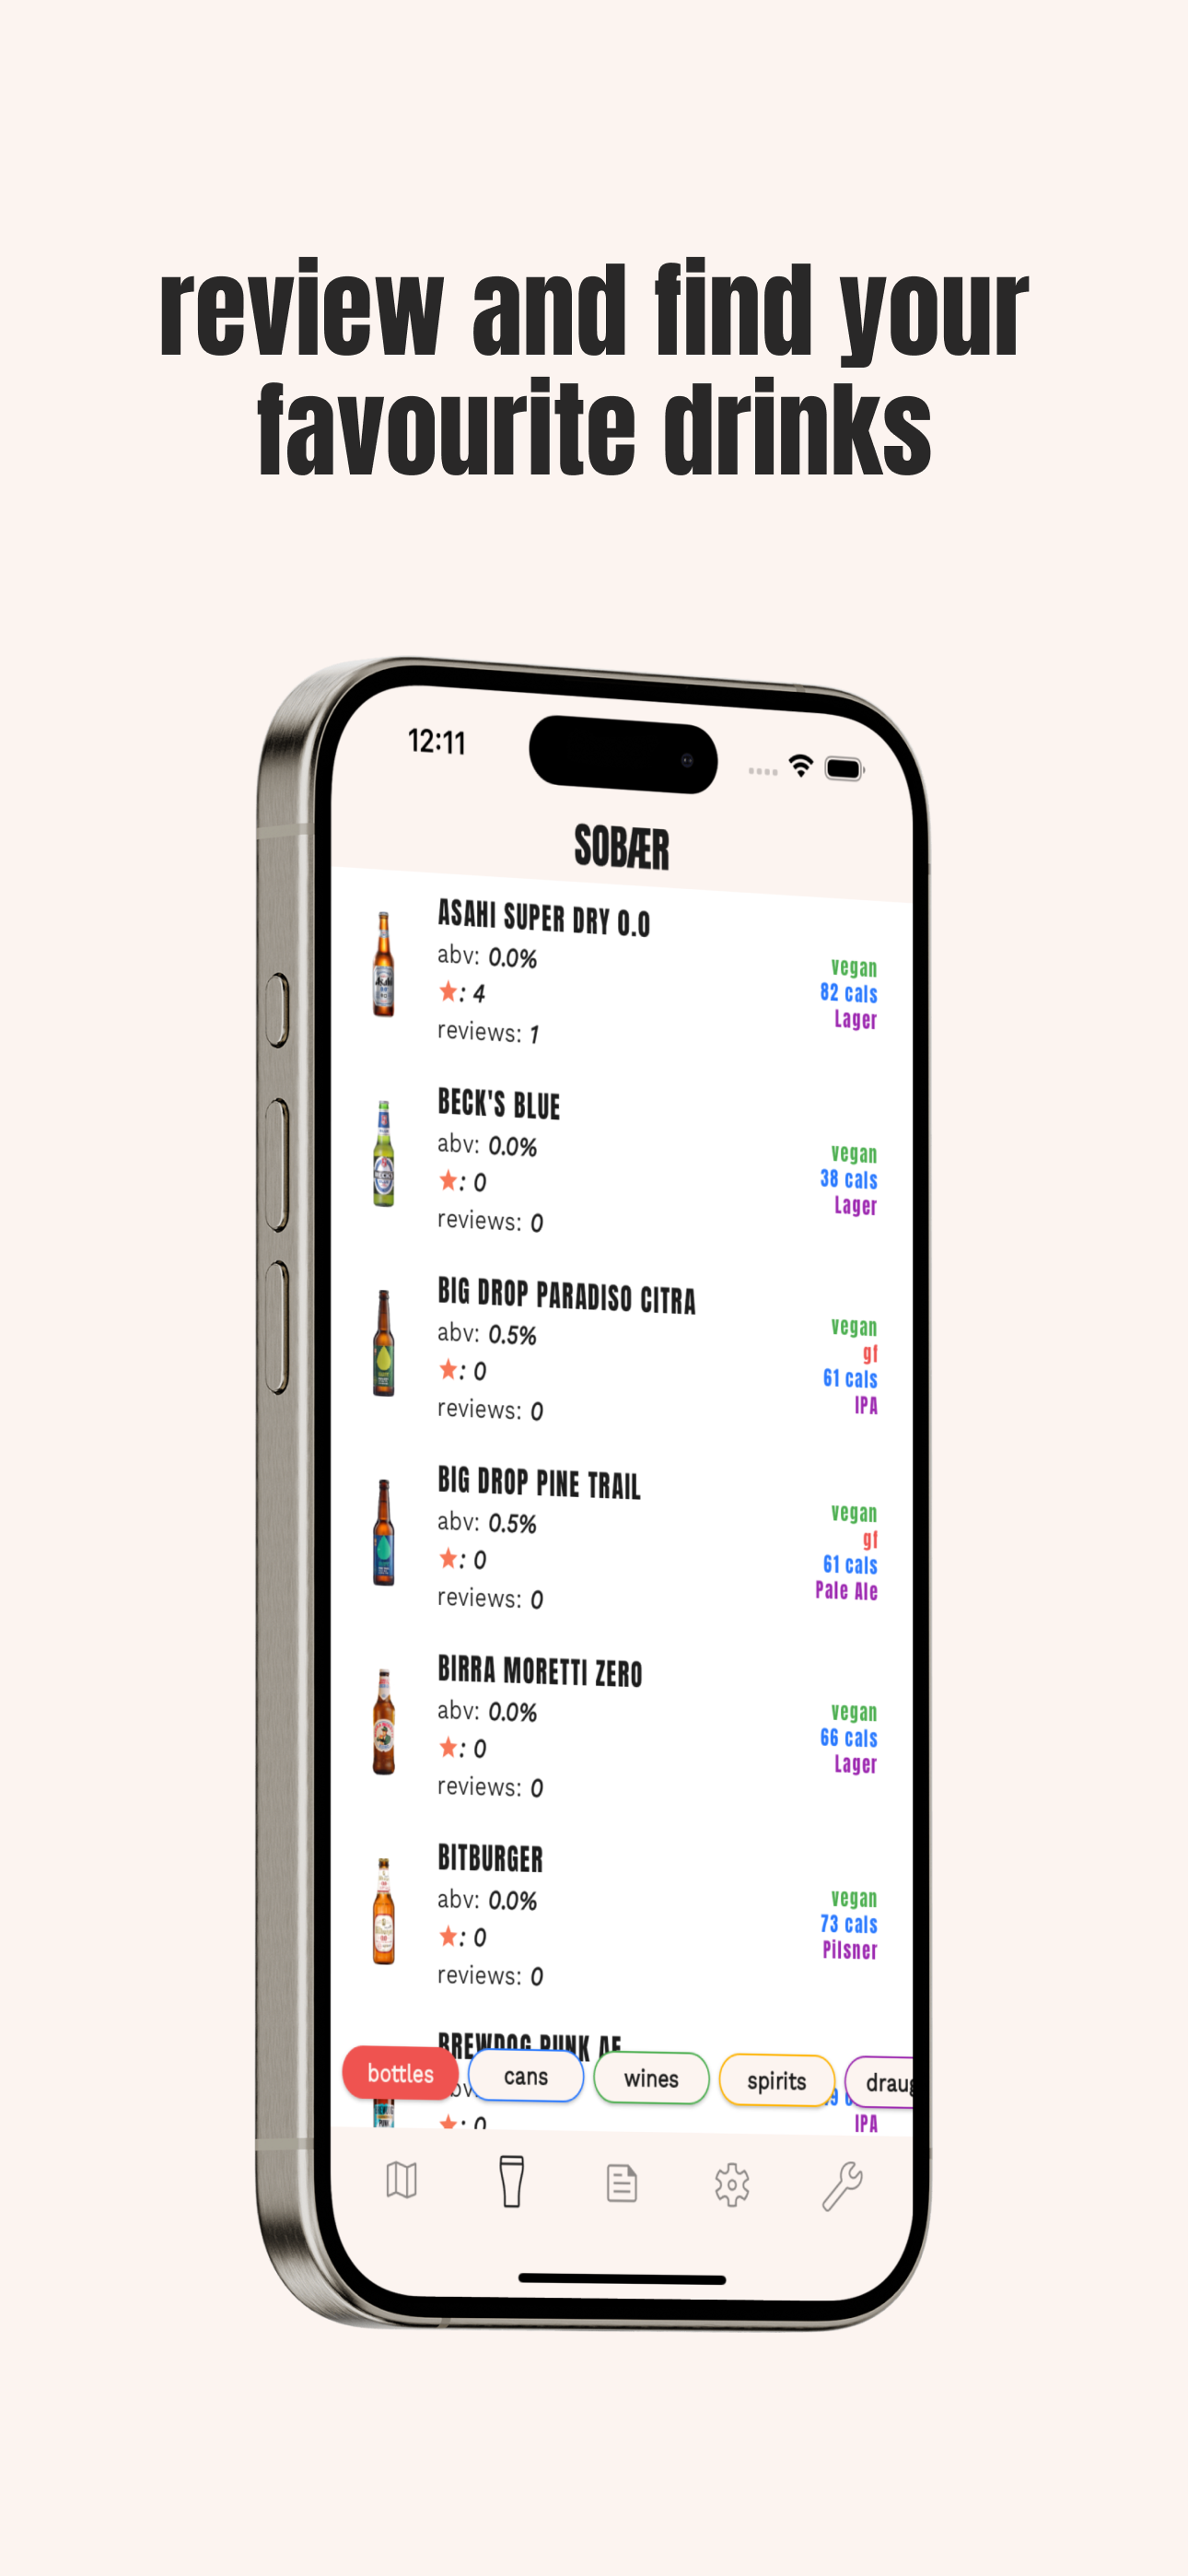 review and find your
favourite drinks
12:11
SOBÆR
ASAHI SUPER DRY 0.0
abv: 0.0%
★: 4
reviews: 1
vegan
82 cals
Lager
BECK'S BLUE
abv: 0.0%
★: 0
reviews: 0
vegan
38 cals
Lager
BIG DROP PARADISO CITRA
abv: 0.5%
★: 0
reviews: 0
vegan
gf
61 cals
IPA
BIG DROP PINE TRAIL
abv: 0.5%
★: 0
reviews: 0
vegan
gf
61 cals
Pale Ale
BIRRA MORETTI ZERO
abv: 0.0%
★: 0
reviews: 0
vegan
66 cals
Lager
BITBURGER
abv: 0.0%
★: 0
reviews: 0
vegan
73 cals
Pilsner
BREWDOG PUNK AF
★: 0
IPA
bottles
cans
wines
spirits
draug